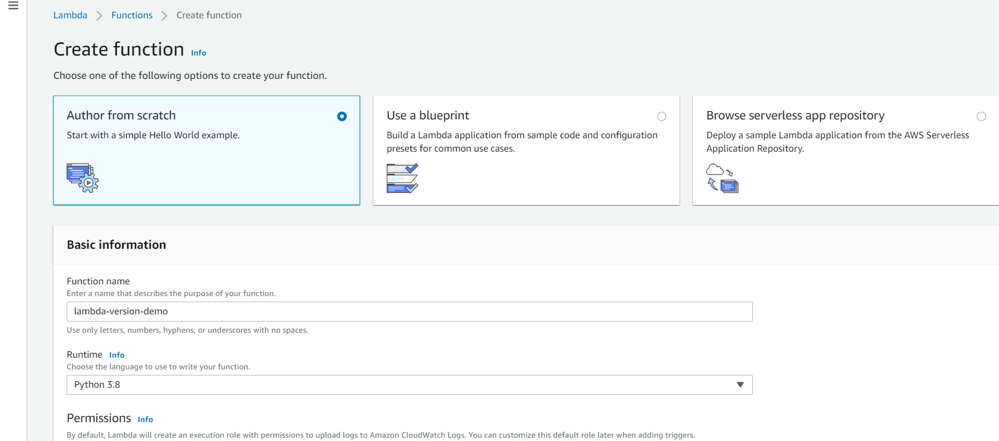 Lambda > Functions > Create function
Create function Info
Choose one of the following options to create your function.
Author from scratch
Start with a simple Hello World example.
Use a blueprint
Build a Lambda application from sample code and configuration
presets for common use cases.
Browse serverless app repository
Deploy a sample Lambda application from the AWS Serverless
Application Repository.
Basic information
Function name
Enter a name that describes the purpose of your function.
lambda-version-demo
Use only letters, numbers, hyphens, or underscores with no spaces.
Runtime Info
Choose the language to use to write your function.
Python 3.8
Permissions Info
By default, Lambda will create an execution role with permissions to upload logs to Amazon CloudWatch Logs. You can customize this default role later when adding triggers.